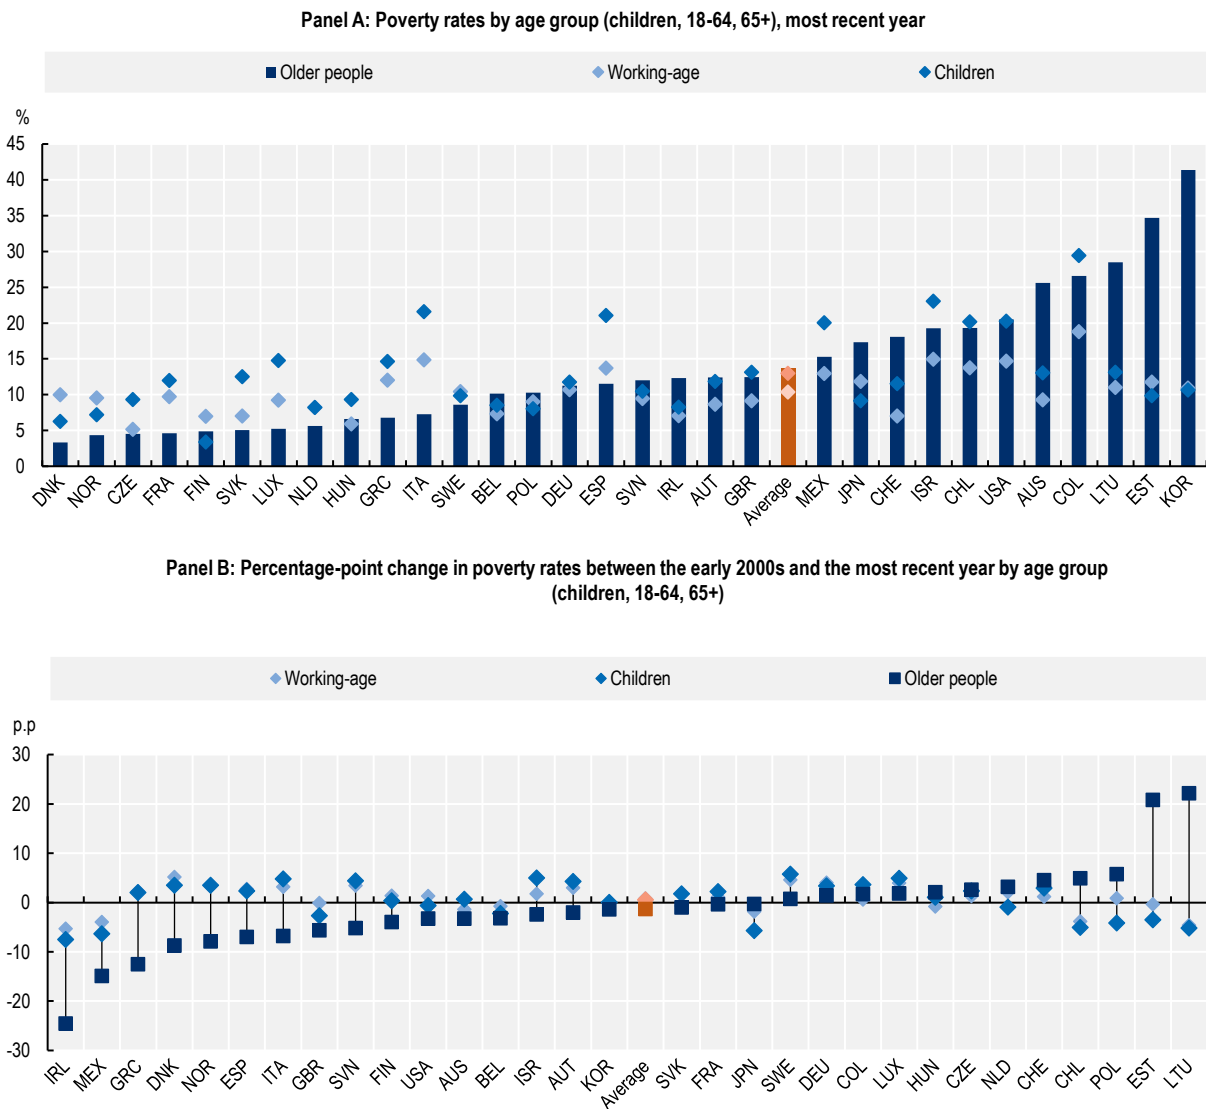 Panel A: Poverty rates by age group (children, 18-64, 65+), most recent year
Older people Working-age Children
%
45
40
35
30
25
20
15
10
5
0
DNK NOR CZE FRA FIN SVK LUX NLD HUN GRC ITA SWE BEL POL DEU ESP SVN IRL AUT GBR Average MEX JPN CHE ISR CHL USA AUS COL LTU EST KOR
Panel B: Percentage-point change in poverty rates between the early 2000s and the most recent year by age group
(children, 18-64, 65+)
Working-age Children Older people
p.p
30
20
10
0
-10
-20
-30
IRL MEX GRC DNK NOR ESP ITA GBR SVN FIN USA AUS BEL ISR AUT KOR Average SVK FRA JPN SWE DEU COL LUX HUN CZE NLD CHE CHL POL EST LTU